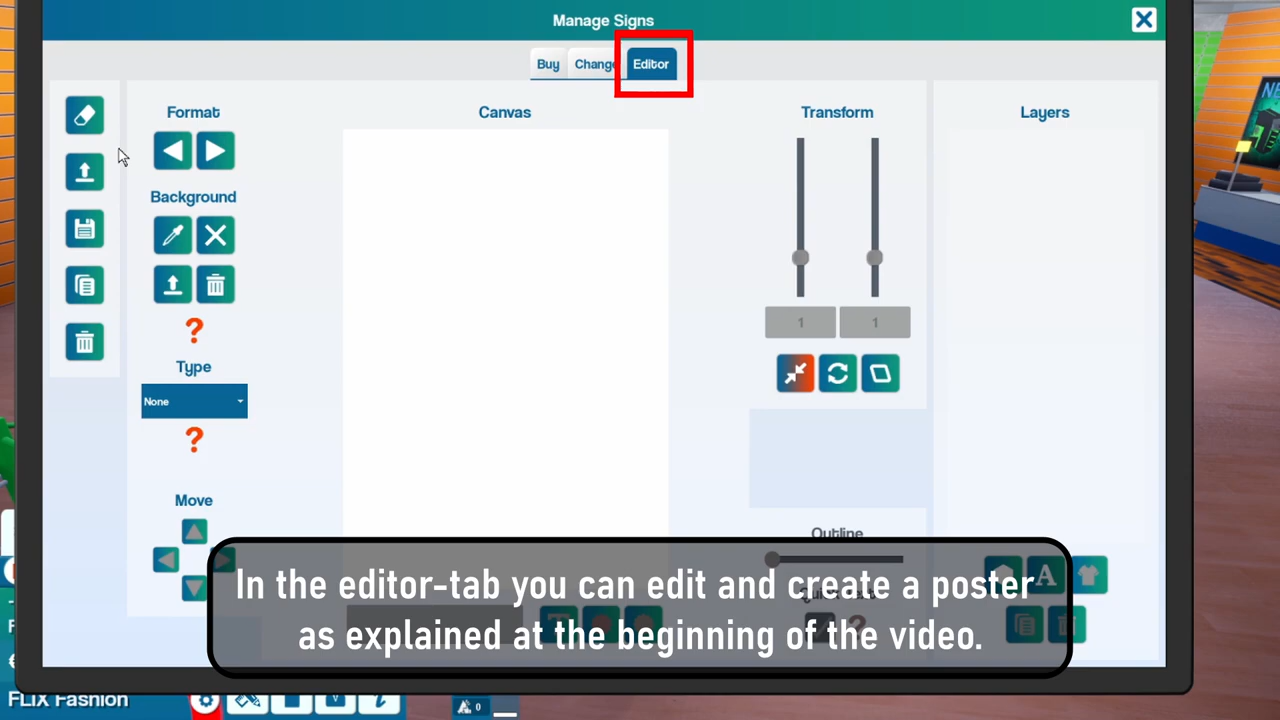 Manage Signs
Buy
Change
Editor
Format
Canvas
Transform
Layers
Background
1
1
?
Type
None
?
Move
Outline
A
In the editor-tab you can edit and create a poster
as explained at the beginning of the video.
FLIX Fashion
0